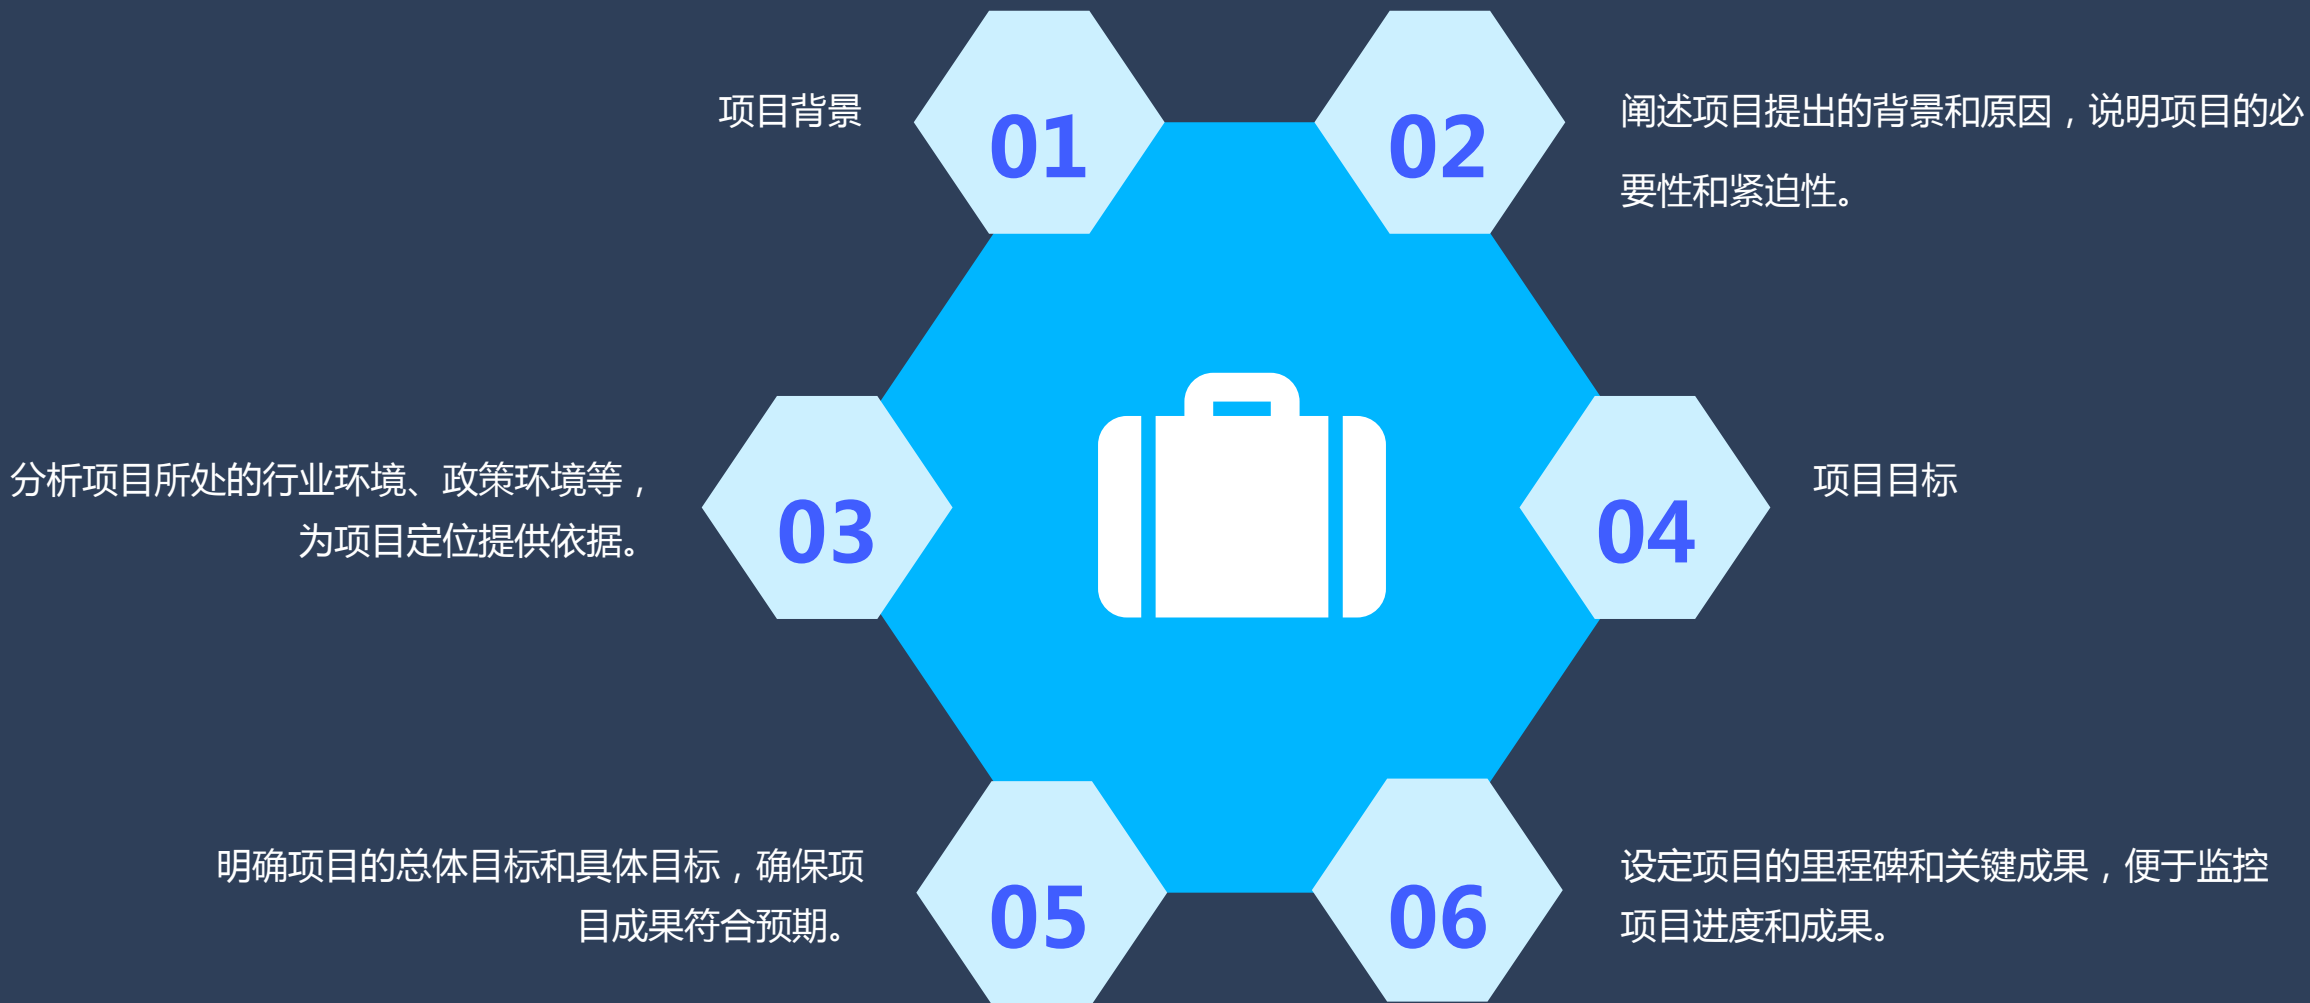 项目背景
01
02
阐述项目提出的背景和原因，说明项目的必
要性和紧迫性。
分析项目所处的行业环境、政策环境等，
为项目定位提供依据。
03
04
项目目标
明确项目的总体目标和具体目标，确保项
目成果符合预期。
05
06
设定项目的里程碑和关键成果，便于监控
项目进度和成果。